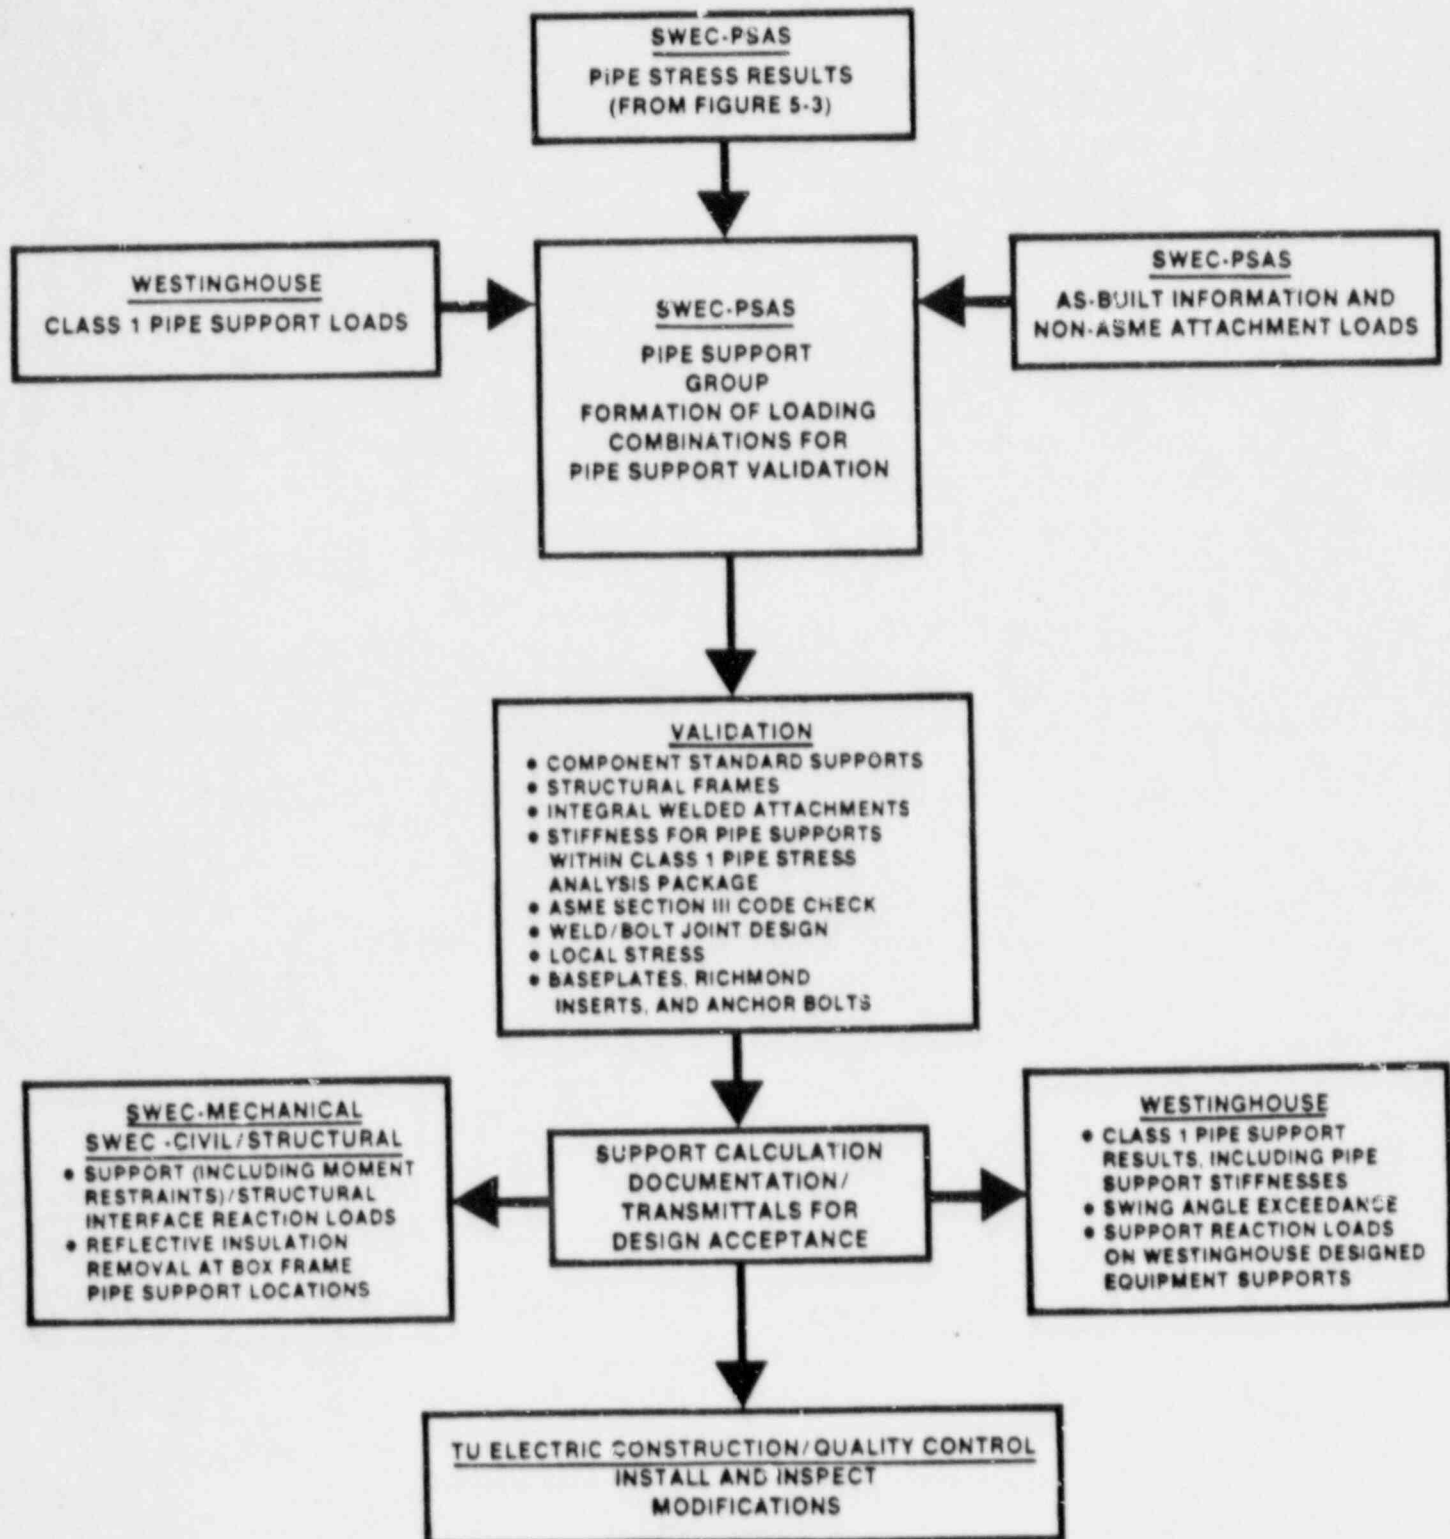 SWEC-PSAS
PIPE STRESS RESULTS
(FROM FIGURE 5-3)
WESTINGHOUSE
CLASS 1 PIPE SUPPORT LOADS
SWEC-PSAS
PIPE SUPPORT
GROUP
FORMATION OF LOADING
COMBINATIONS FOR
PIPE SUPPORT VALIDATION
SWEC-PSAS
AS-BUILT INFORMATION AND
NON-ASME ATTACHMENT LOADS
VALIDATION
• COMPONENT STANDARD SUPPORTS
• STRUCTURAL FRAMES
• INTEGRAL WELDED ATTACHMENTS
• STIFFNESS FOR PIPE SUPPORTS
WITHIN CLASS 1 PIPE STRESS
ANALYSIS PACKAGE
• ASME SECTION III CODE CHECK
• WELD/BOLT JOINT DESIGN
• LOCAL STRESS
• BASEPLATES, RICHMOND
INSERTS, AND ANCHOR BOLTS
SWEC-MECHANICAL
SWEC-CIVIL/STRUCTURAL
• SUPPORT (INCLUDING MOMENT
RESTRAINTS)/STRUCTURAL
INTERFACE REACTION LOADS
• REFLECTIVE INSULATION
REMOVAL AT BOX FRAME
PIPE SUPPORT LOCATIONS
SUPPORT CALCULATION
DOCUMENTATION/
TRANSMITTALS FOR
DESIGN ACCEPTANCE
WESTINGHOUSE
• CLASS 1 PIPE SUPPORT
RESULTS, INCLUDING PIPE
SUPPORT STIFFNESSES
• SWING ANGLE EXCEEDANCE
• SUPPORT REACTION LOADS
ON WESTINGHOUSE DESIGNED
EQUIPMENT SUPPORTS
TU ELECTRIC CONSTRUCTION/QUALITY CONTROL
INSTALL AND INSPECT
MODIFICATIONS